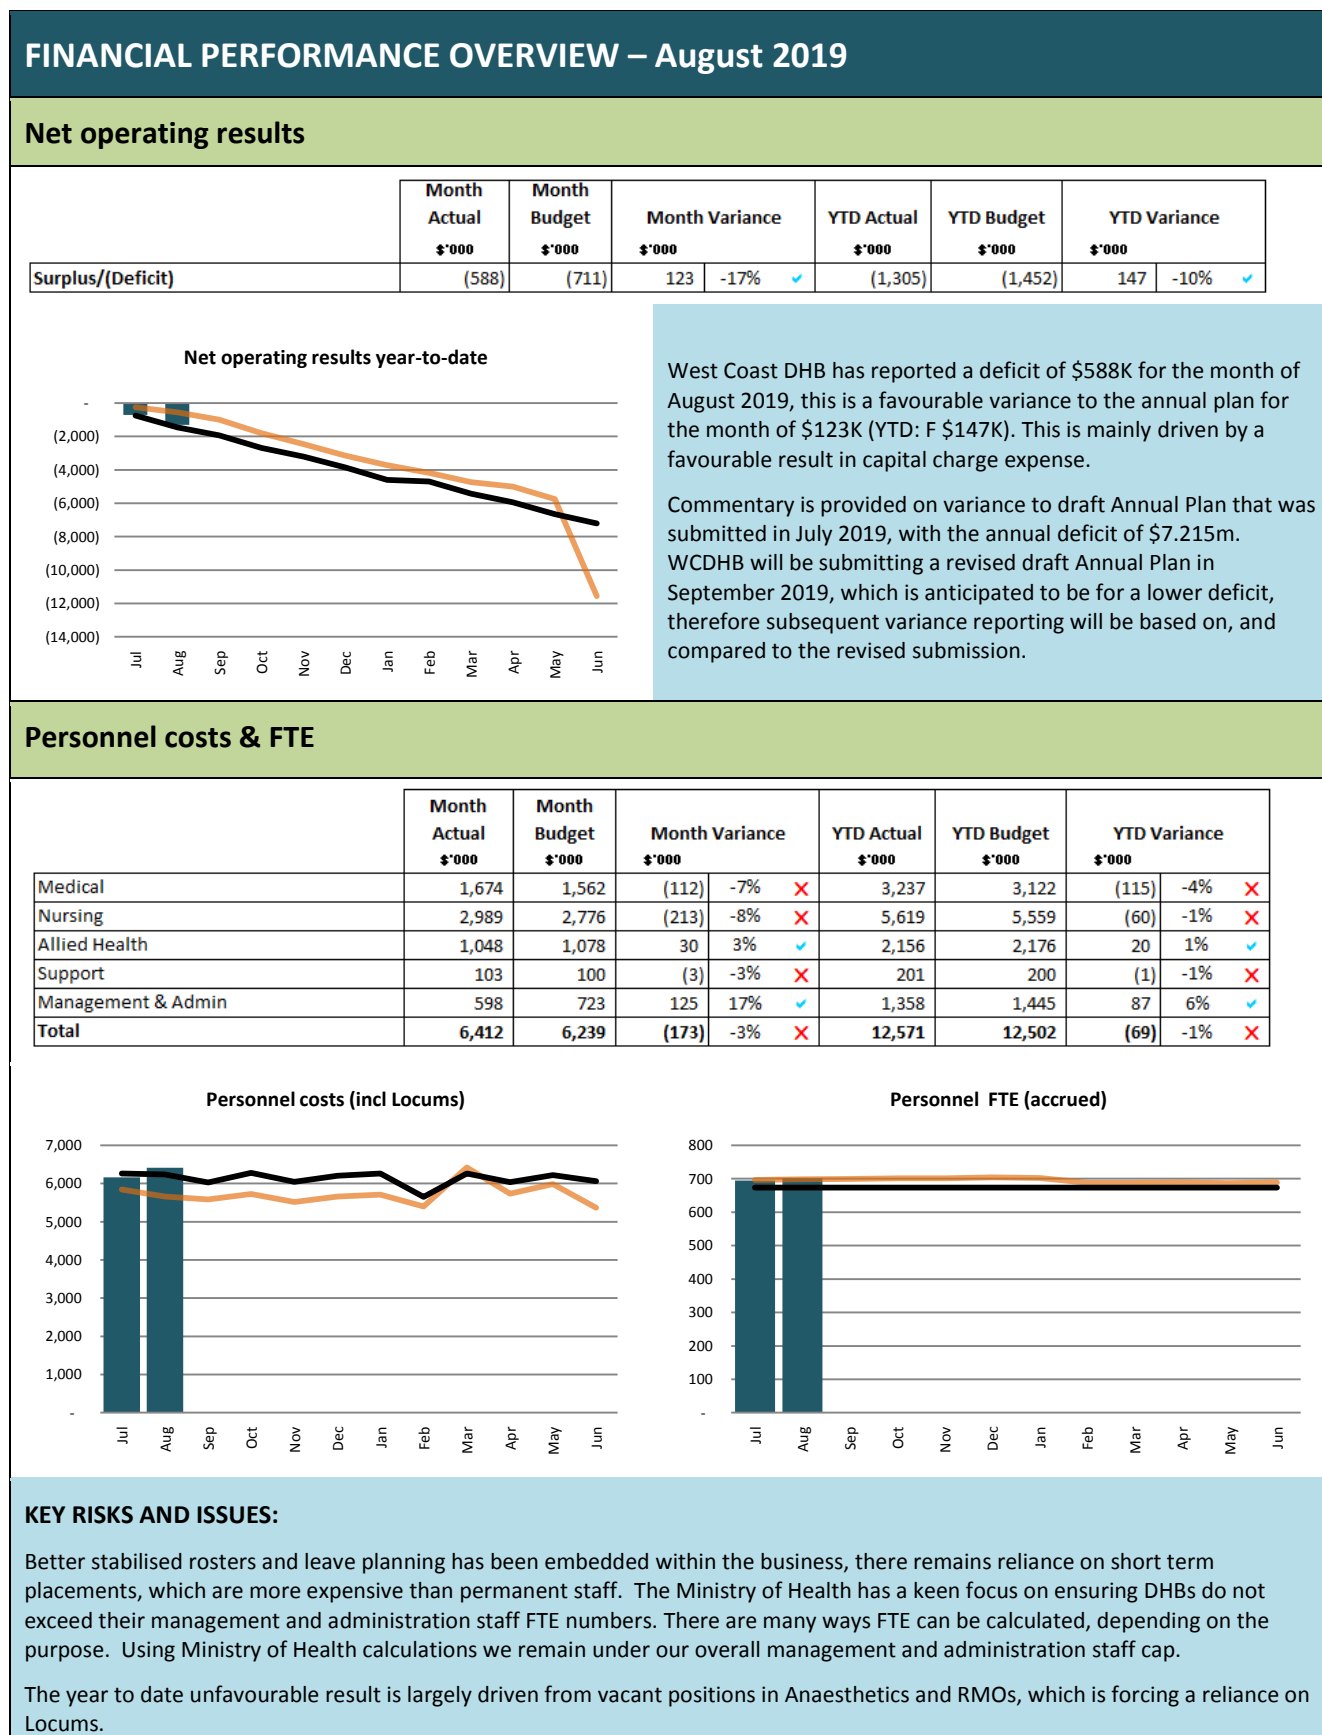 FINANCIAL PERFORMANCE OVERVIEW – August 2019
Net operating results
Month Actual $'000 Month Budget $'000 Month Variance $'000 YTD Actual $'000 YTD Budget $'000 YTD Variance $'000
Surplus/(Deficit) (588) (711) 123 -17% ✓ (1,305) (1,452) 147 -10% ✓
Net operating results year-to-date
-
(2,000)
(4,000)
(6,000)
(8,000)
(10,000)
(12,000)
(14,000)
Jul Aug Sep Oct Nov Dec Jan Feb Mar Apr May Jun
West Coast DHB has reported a deficit of $588K for the month of
August 2019, this is a favourable variance to the annual plan for
the month of $123K (YTD: F $147K). This is mainly driven by a
favourable result in capital charge expense.
Commentary is provided on variance to draft Annual Plan that was
submitted in July 2019, with the annual deficit of $7.215m.
WCDHB will be submitting a revised draft Annual Plan in
September 2019, which is anticipated to be for a lower deficit,
therefore subsequent variance reporting will be based on, and
compared to the revised submission.
Personnel costs & FTE
Month Actual $'000 Month Budget $'000 Month Variance $'000 YTD Actual $'000 YTD Budget $'000 YTD Variance $'000
Medical 1,674 1,562 (112) -7% ✗ 3,237 3,122 (115) -4% ✗
Nursing 2,989 2,776 (213) -8% ✗ 5,619 5,559 (60) -1% ✗
Allied Health 1,048 1,078 30 3% ✓ 2,156 2,176 20 1% ✓
Support 103 100 (3) -3% ✗ 201 200 (1) -1% ✗
Management & Admin 598 723 125 17% ✓ 1,358 1,445 87 6% ✓
Total 6,412 6,239 (173) -3% ✗ 12,571 12,502 (69) -1% ✗
Personnel costs (incl Locums)
7,000
6,000
5,000
4,000
3,000
2,000
1,000
-
Jul Aug Sep Oct Nov Dec Jan Feb Mar Apr May Jun
Personnel FTE (accrued)
800
700
600
500
400
300
200
100
-
Jul Aug Sep Oct Nov Dec Jan Feb Mar Apr May Jun
KEY RISKS AND ISSUES:
Better stabilised rosters and leave planning has been embedded within the business, there remains reliance on short term
placements, which are more expensive than permanent staff. The Ministry of Health has a keen focus on ensuring DHBs do not
exceed their management and administration staff FTE numbers. There are many ways FTE can be calculated, depending on the
purpose. Using Ministry of Health calculations we remain under our overall management and administration staff cap.
The year to date unfavourable result is largely driven from vacant positions in Anaesthetics and RMOs, which is forcing a reliance on
Locums.